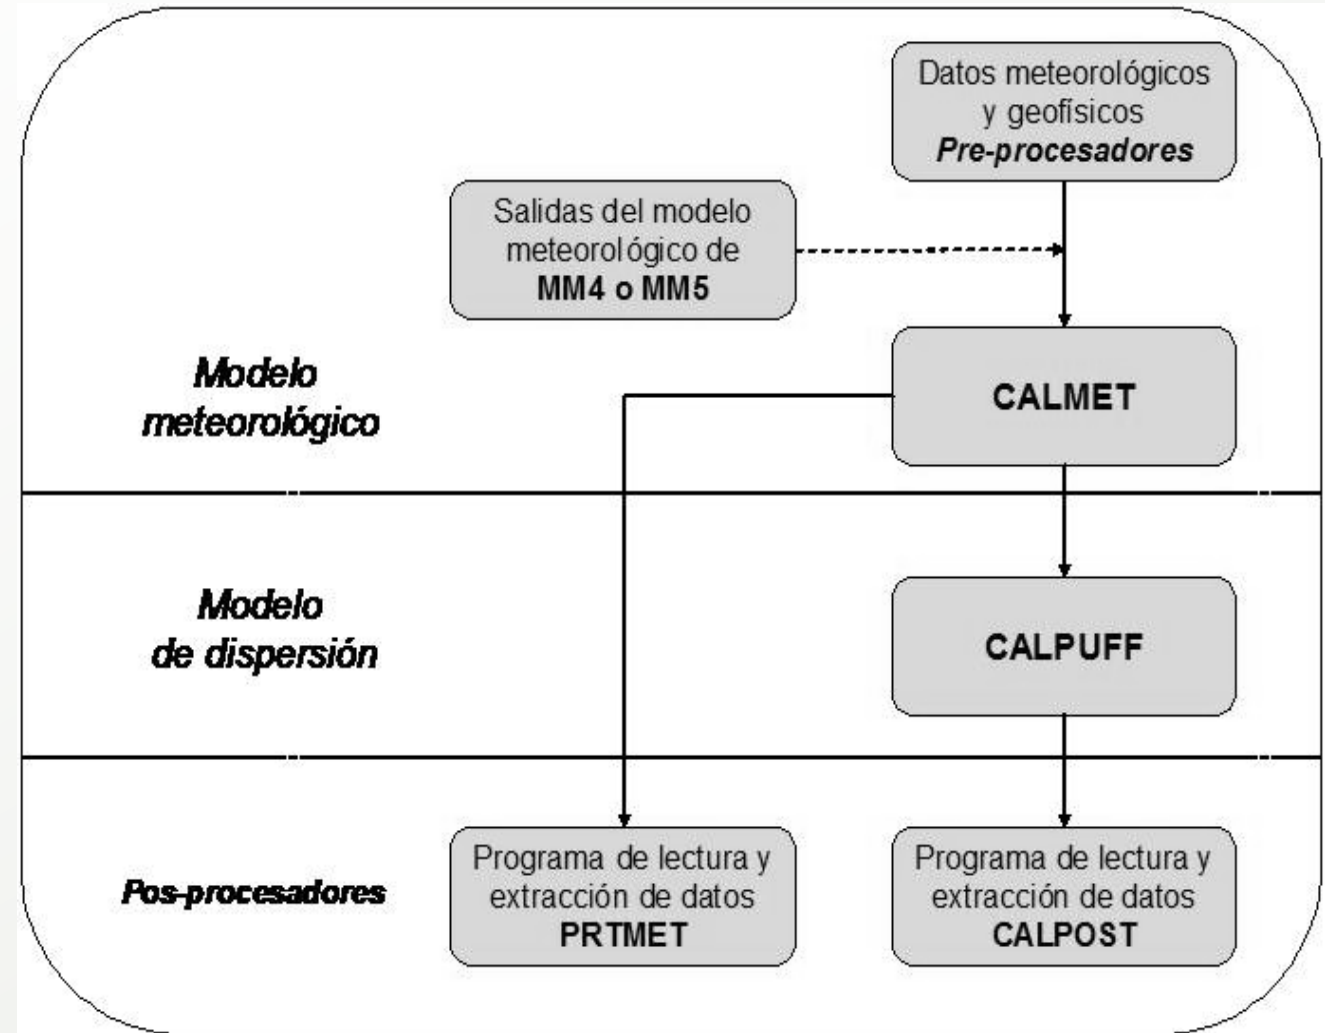 Datos meteorológicos
y geofísicos
Pre-procesadores
Salidas del modelo
meteorológico de
MM4 o MM5
Modelo
meteorológico
CALMET
Modelo
de dispersión
CALPUFF
Pos-procesadores
Programa de lectura y
extracción de datos
PRTMET
Programa de lectura y
extracción de datos
CALPOST